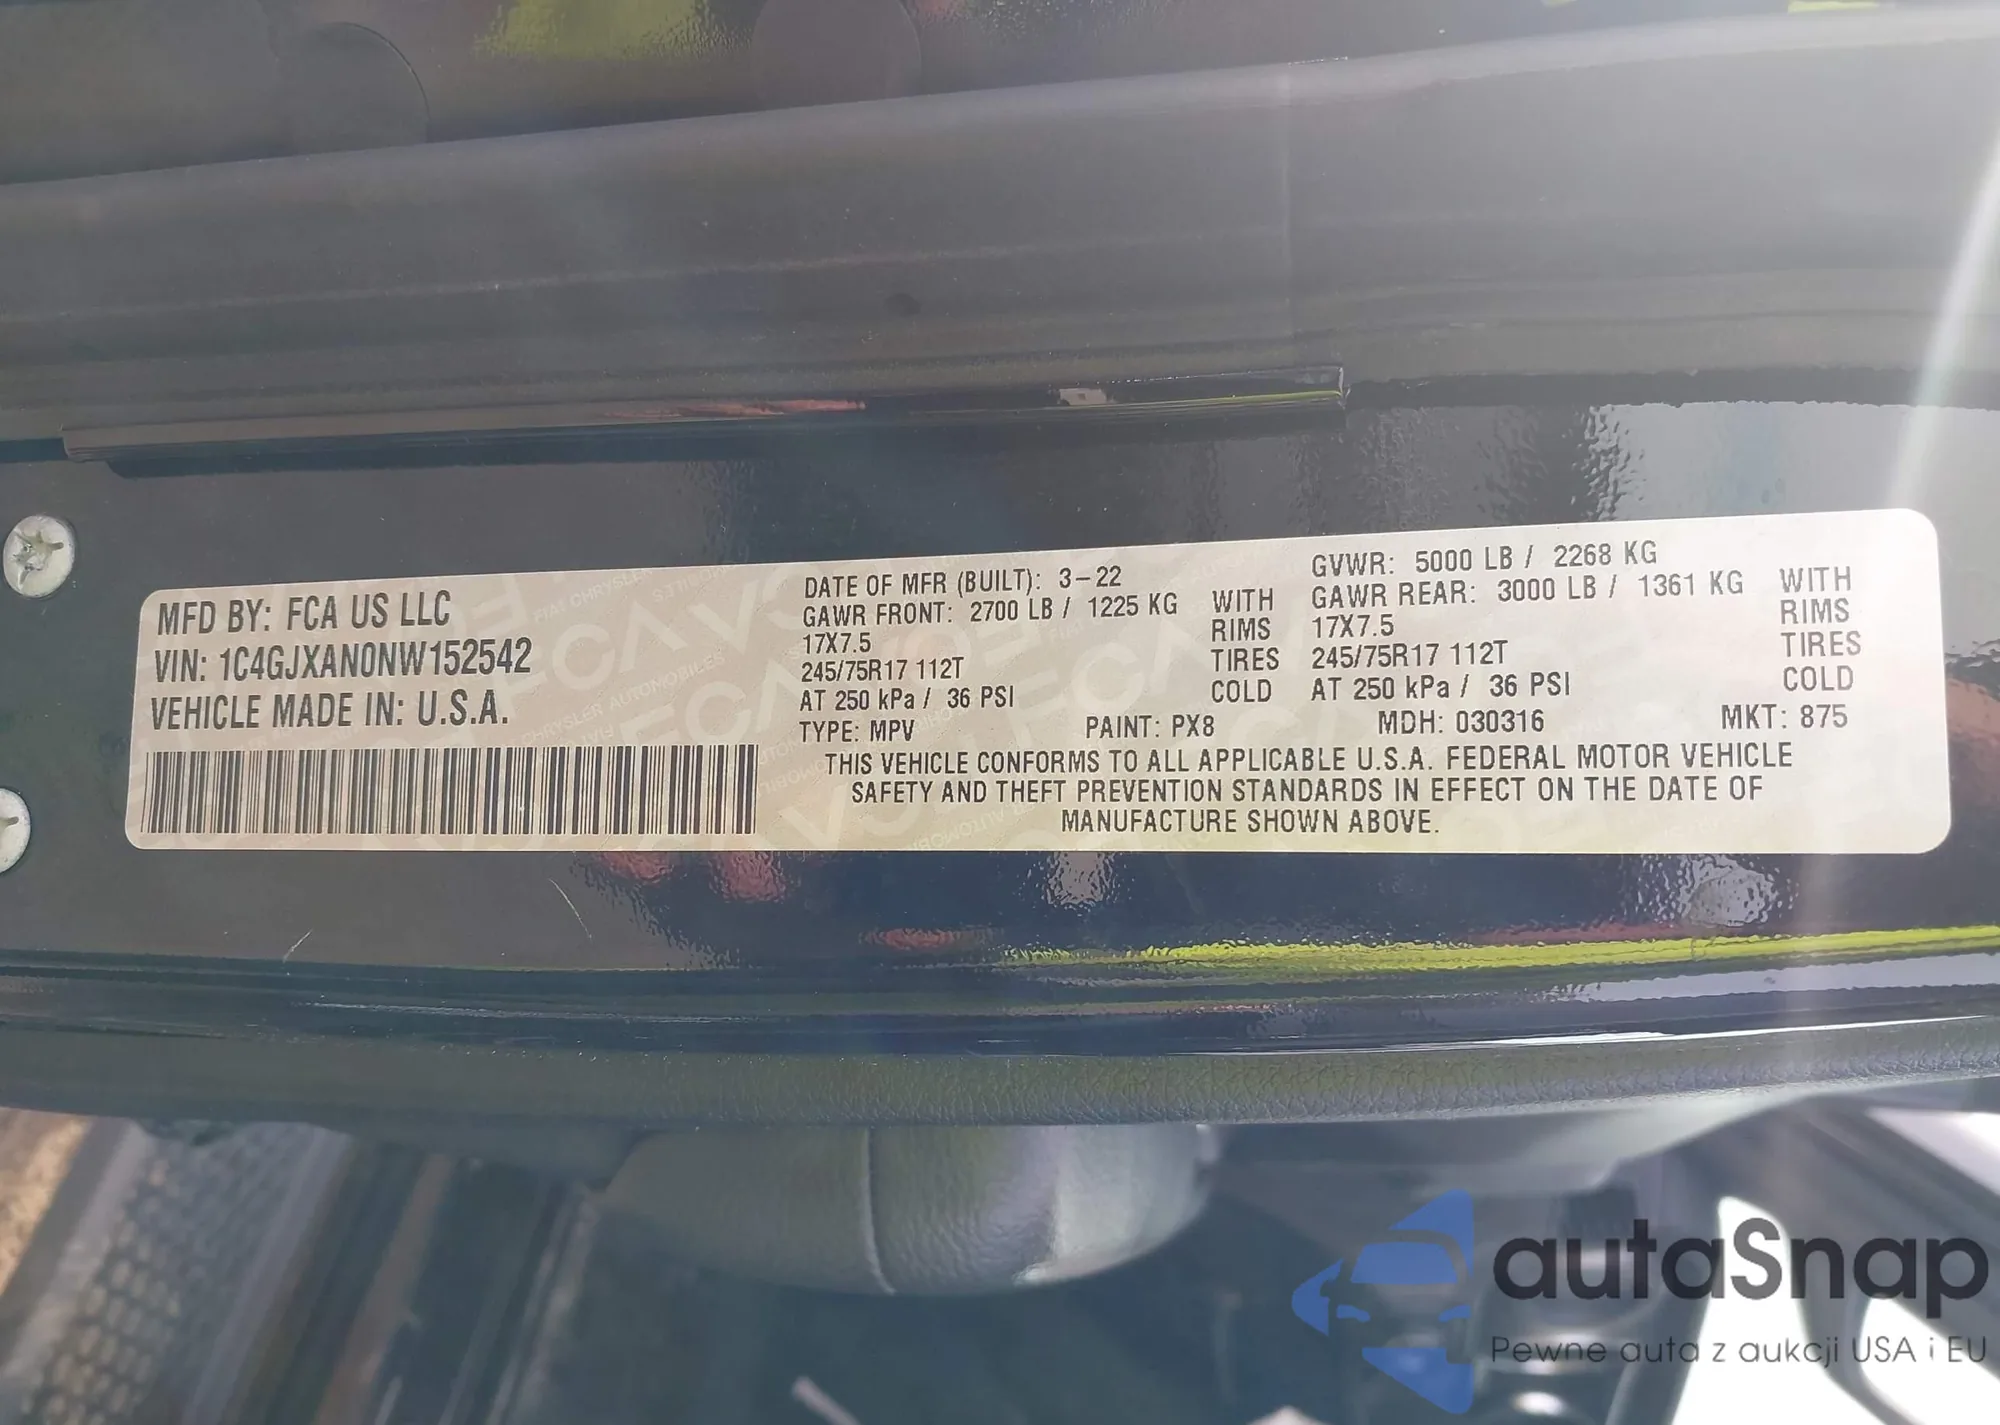 MFD BY: FCA US LLC
VIN: 1C4GJXAN0NW152542
VEHICLE MADE IN: U.S.A.
DATE OF MFR (BUILT): 3-22
GVWR: 5000 LB / 2268 KG
GAWR FRONT: 2700 LB / 1225 KG WITH
17X7.5 RIMS
245/75R17 112T TIRES
AT 250 kPa / 36 PSI COLD
GAWR REAR: 3000 LB / 1361 KG WITH
17X7.5 RIMS
245/75R17 112T TIRES
AT 250 kPa / 36 PSI COLD
TYPE: MPV PAINT: PX8 MDH: 030316 MKT: 875
THIS VEHICLE CONFORMS TO ALL APPLICABLE U.S.A. FEDERAL MOTOR VEHICLE
SAFETY AND THEFT PREVENTION STANDARDS IN EFFECT ON THE DATE OF
MANUFACTURE SHOWN ABOVE.
autaSnap
Pewne auta z aukcji USA i EU